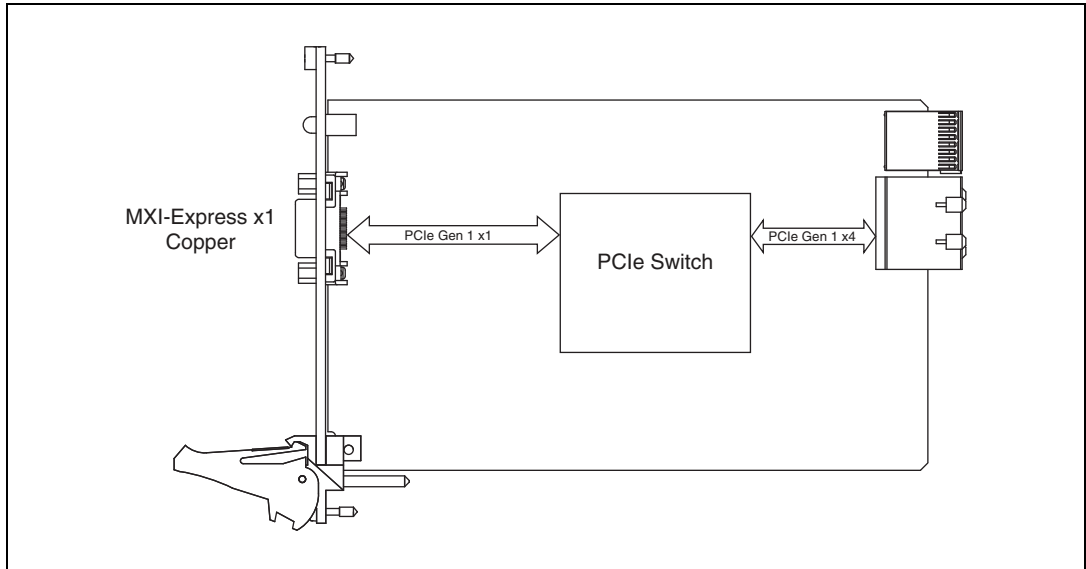 MXI-Express x1
Copper
PCIe Gen 1 x1
PCIe Switch
PCIe Gen 1 x4